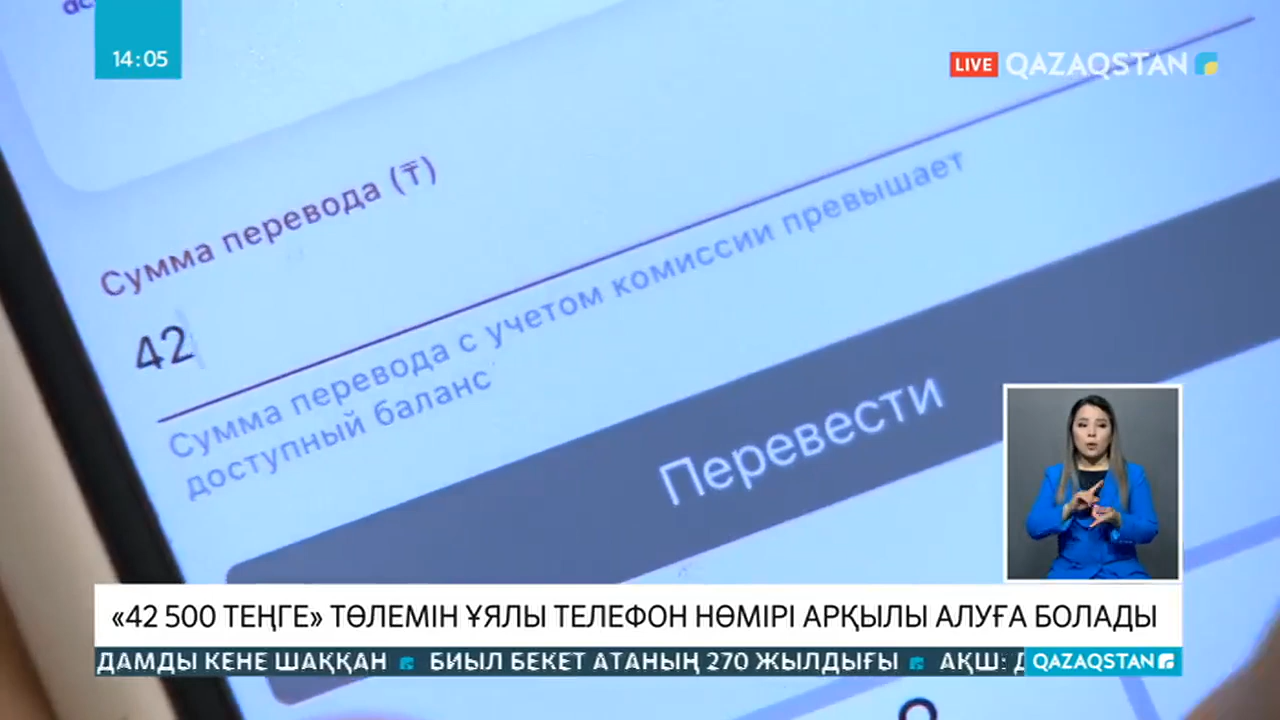 14:05
LIVE QAZAQSTAN
Сумма перевода (₸)
42
Сумма перевода с учетом комиссии превышает
доступный баланс
Перевести
«42 500 ТЕҢГЕ» ТӨЛЕМІН ҰЯЛЫ ТЕЛЕФОН НӨМІРІ АРҚЫЛЫ АЛУҒА БОЛАДЫ
ДАМДЫ КЕНЕ ШАҚҚАН БИЫЛ БЕКЕТ АТАНЫҢ 270 ЖЫЛДЫҒЫ АҚШ:
QAZAQSTAN